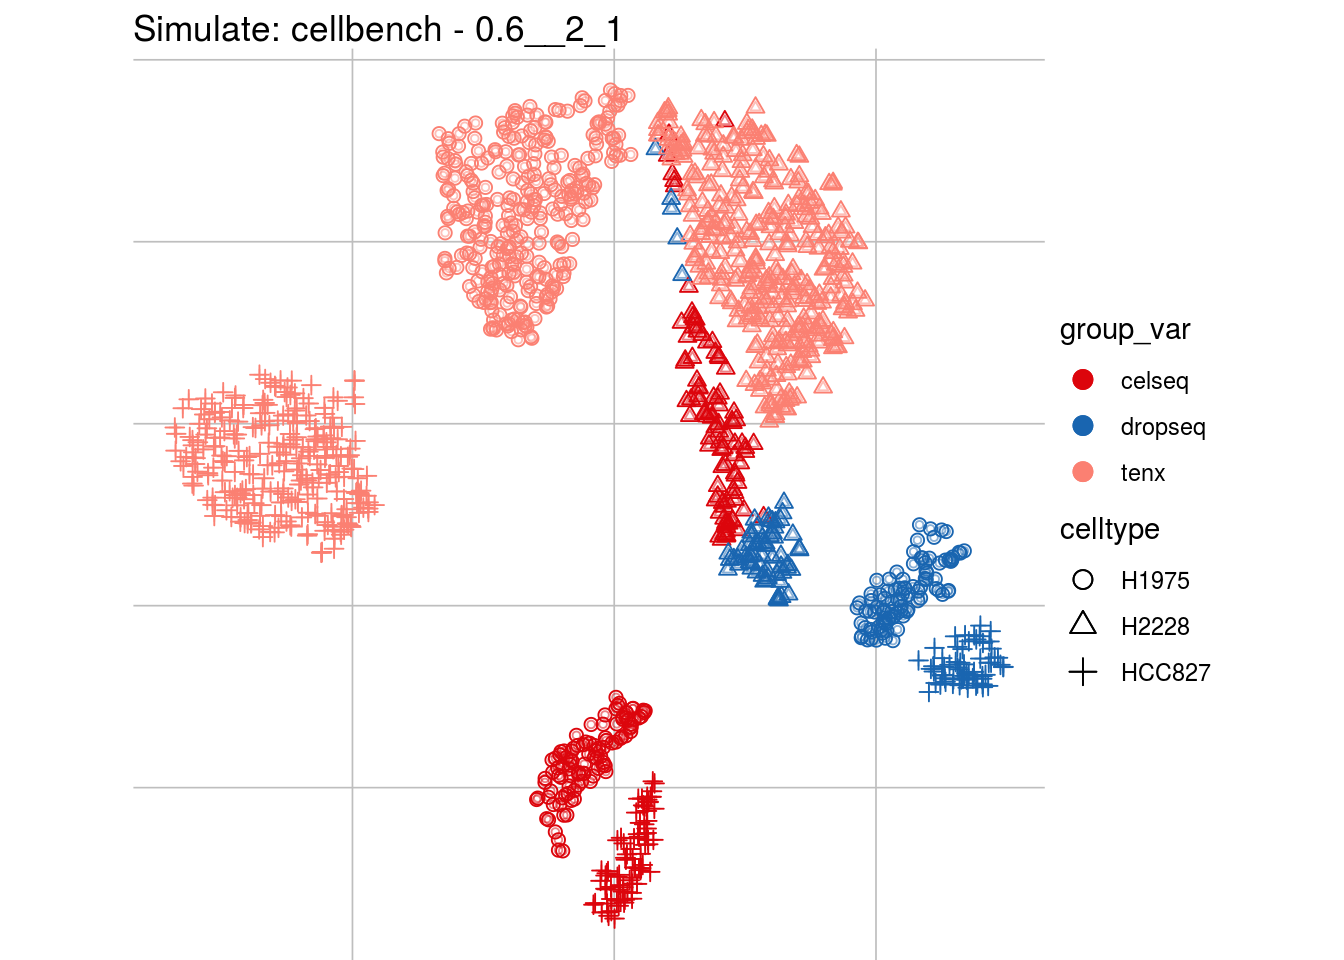 Simulate: cellbench - 0.6__2_1
group_var
celseq
dropseq
tenx
celltype
H1975
H2228
HCC827